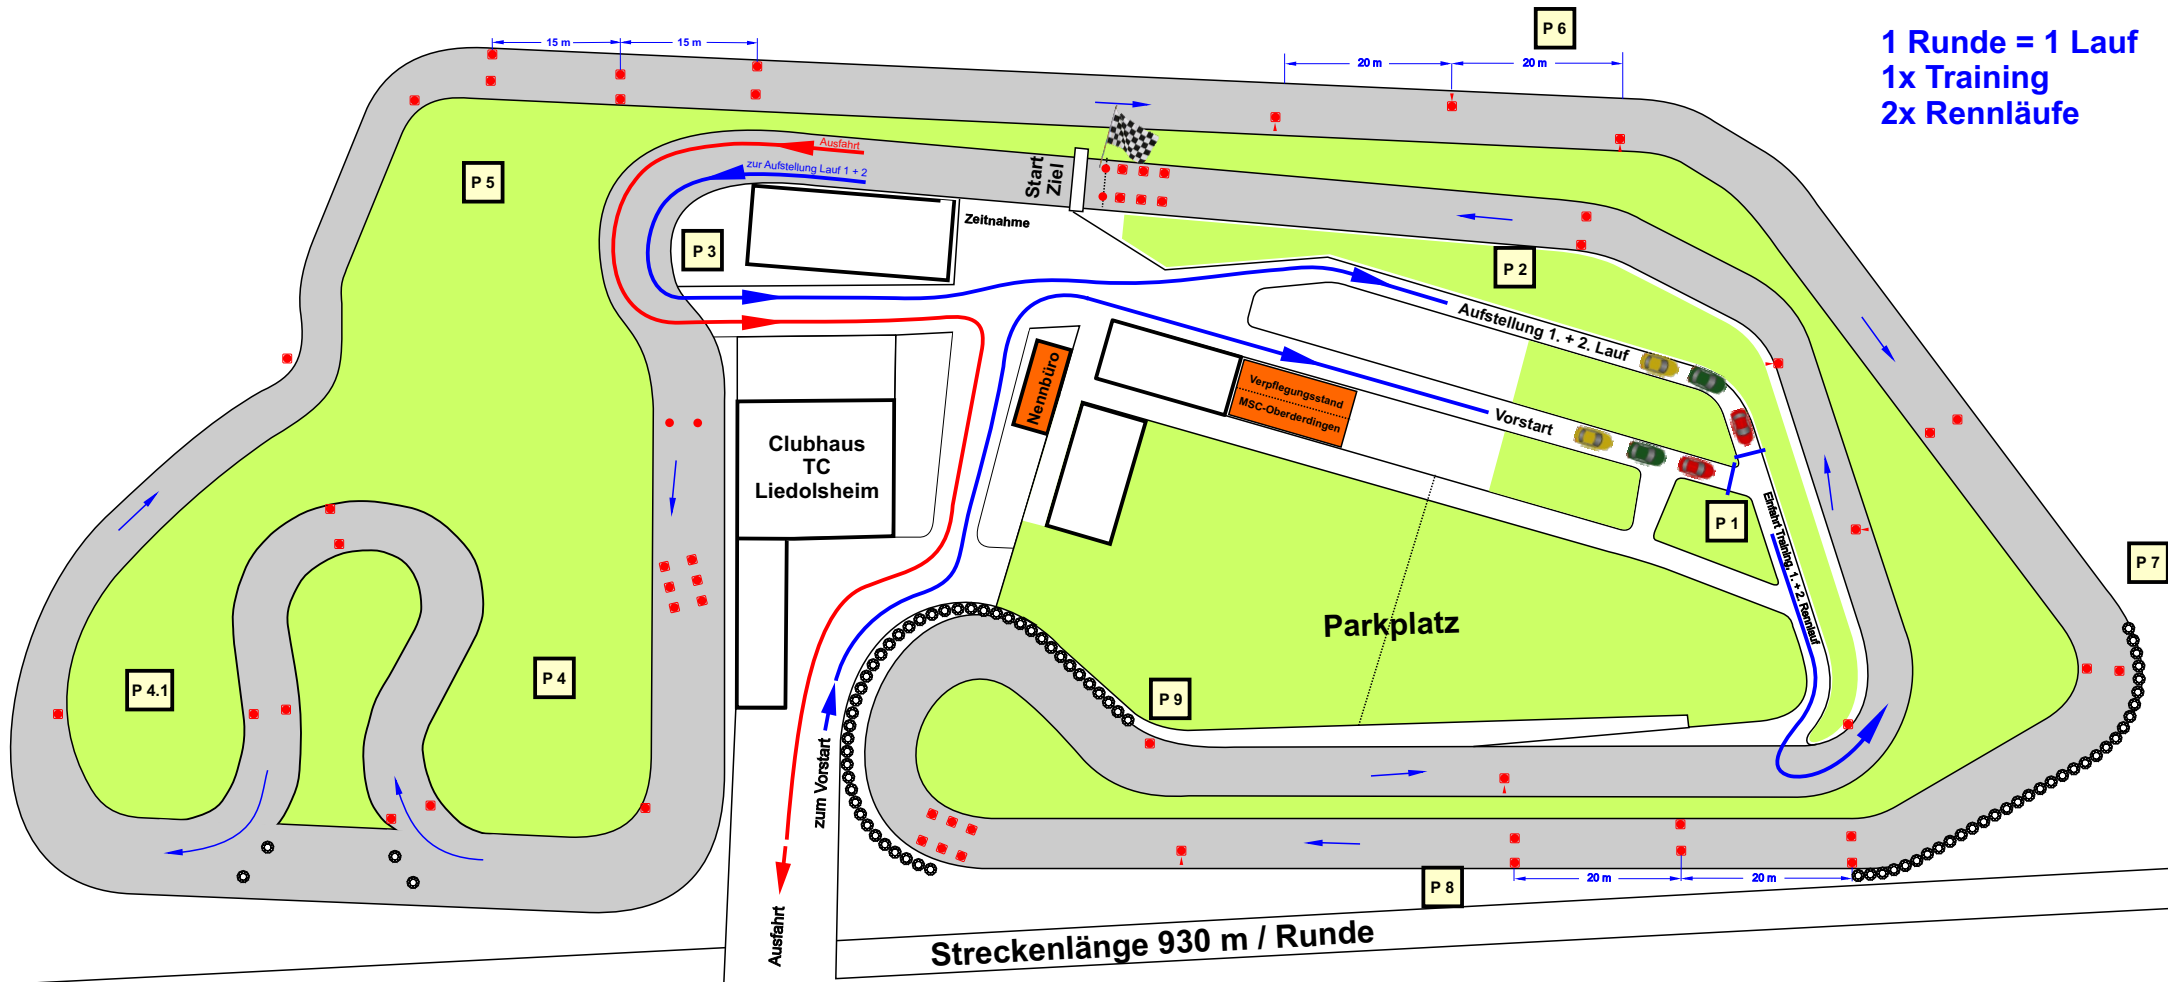 15 m
15 m
P 6
20 m
20 m
1 Runde = 1 Lauf
1x Training
2x Rennläufe
Ausfahrt
zur Aufstellung Lauf 1 + 2
P 5
Start
Ziel
Zeitnahme
P 3
P 2
Aufstellung 1. + 2. Lauf
Nennbüro
Verpflegungsstand
MSC-Oberderdingen
Vorstart
Clubhaus
TC
Liedolsheim
P 1
Einfahrt Training, 1. + 2. Rennlauf
P 7
Parkplatz
P 4.1
P 4
P 9
zum Vorstart
P 8
20 m
20 m
Ausfahrt
Streckenlänge 930 m / Runde